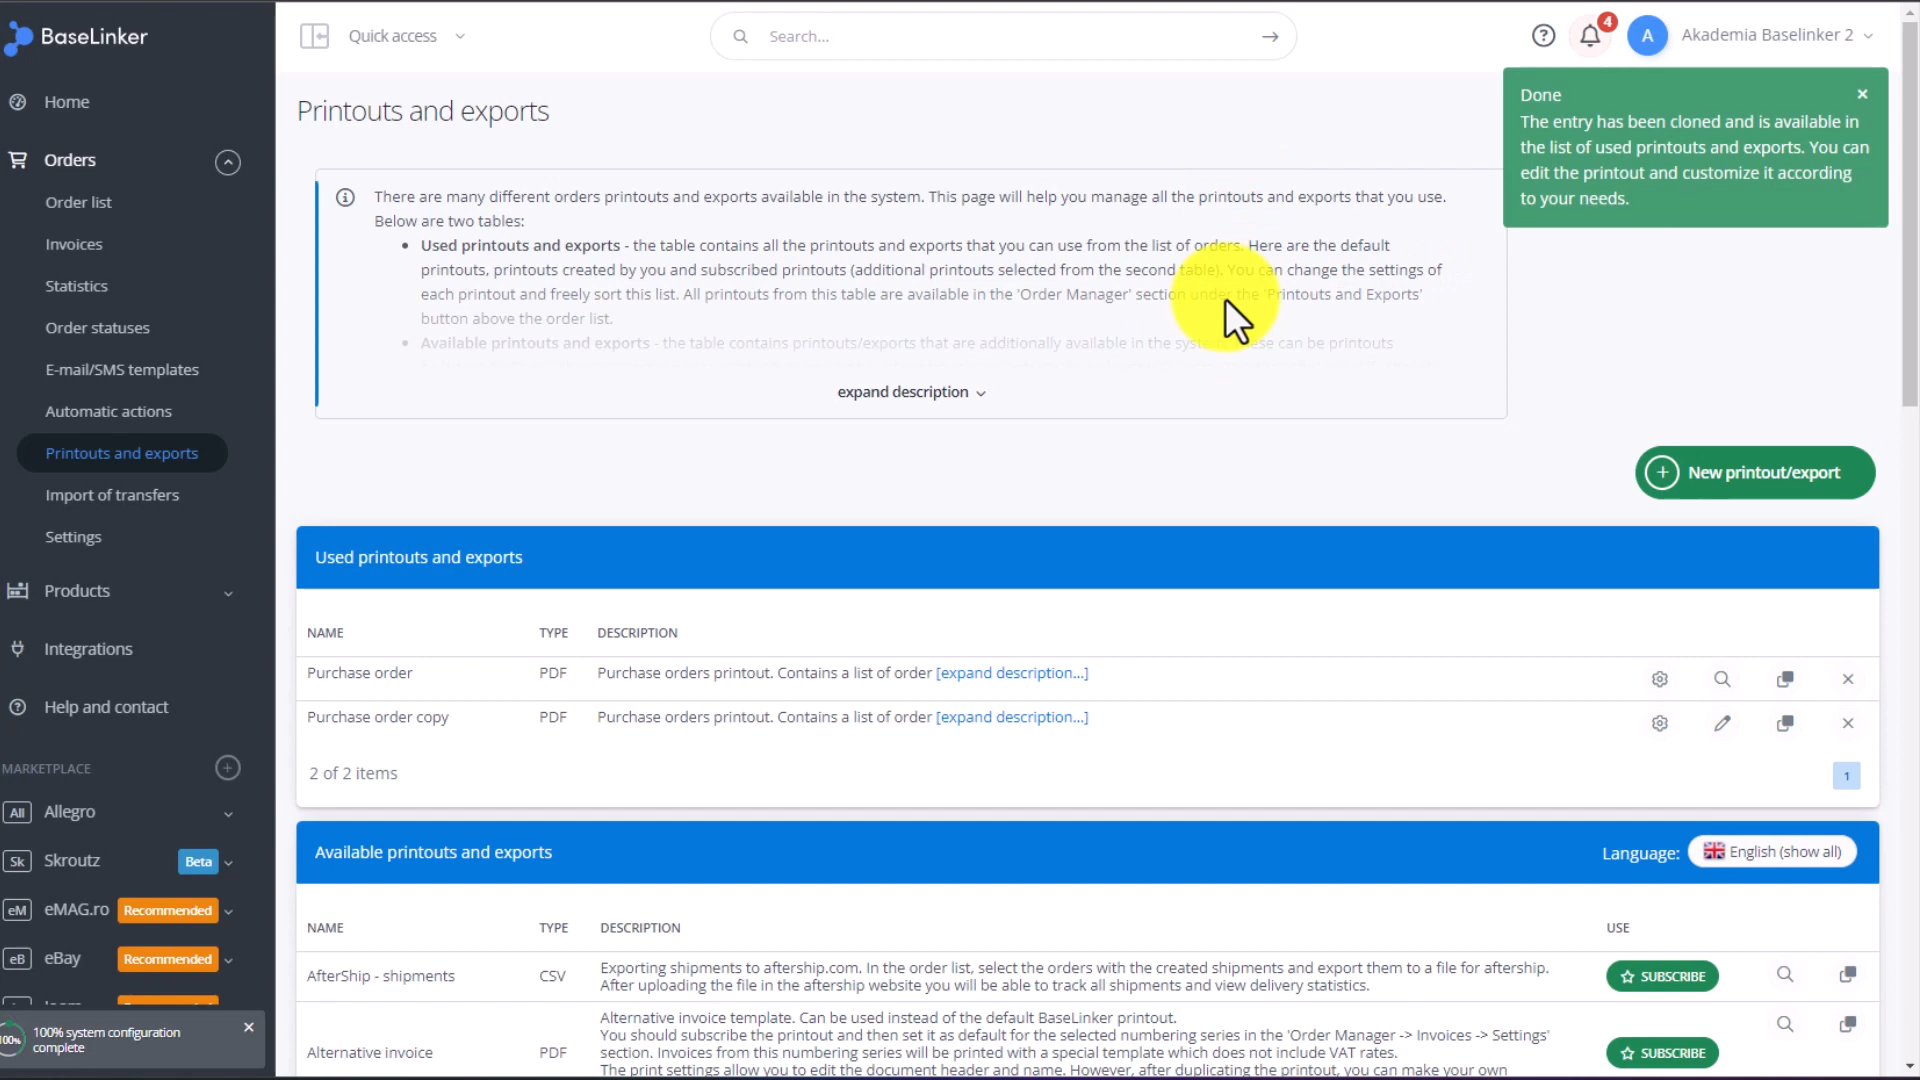 BaseLinker
Quick access
Search...
4
A
Akademia Baselinker 2
Home
Orders
Order list
Invoices
Statistics
Order statuses
E-mail/SMS templates
Automatic actions
Printouts and exports
Import of transfers
Settings
Products
Integrations
Help and contact
MARKETPLACE
All Allegro
Sk Skroutz Beta
eM eMAG.ro Recommended
eB eBay Recommended
100% 100% system configuration
complete
Printouts and exports
Done
The entry has been cloned and is available in
the list of used printouts and exports. You can
edit the printout and customize it according
to your needs.
There are many different orders printouts and exports available in the system. This page will help you manage all the printouts and exports that you use.
Below are two tables:
Used printouts and exports - the table contains all the printouts and exports that you can use from the list of orders. Here are the default
printouts, printouts created by you and subscribed printouts (additional printouts selected from the second table). You can change the settings of
each printout and freely sort this list. All printouts from this table are available in the 'Order Manager' section under the 'Printouts and Exports'
button above the order list.
Available printouts and exports - the table contains printouts/exports that are additionally available in the system. These can be printouts
expand description
New printout/export
Used printouts and exports
NAME TYPE DESCRIPTION
Purchase order PDF Purchase orders printout. Contains a list of order [expand description...]
Purchase order copy PDF Purchase orders printout. Contains a list of order [expand description...]
2 of 2 items
1
Available printouts and exports
Language: English (show all)
NAME TYPE DESCRIPTION USE
AfterShip - shipments CSV Exporting shipments to aftership.com. In the order list, select the orders with the created shipments and export them to a file for aftership.
After uploading the file in the aftership website you will be able to track all shipments and view delivery statistics.
SUBSCRIBE
Alternative invoice PDF Alternative invoice template. Can be used instead of the default BaseLinker printout.
You should subscribe the printout and then set it as default for the selected numbering series in the 'Order Manager -> Invoices -> Settings'
section. Invoices from this numbering series will be printed with a special template which does not include VAT rates.
The print settings allow you to edit the document header and name. However, after duplicating the printout, you can make your own
SUBSCRIBE